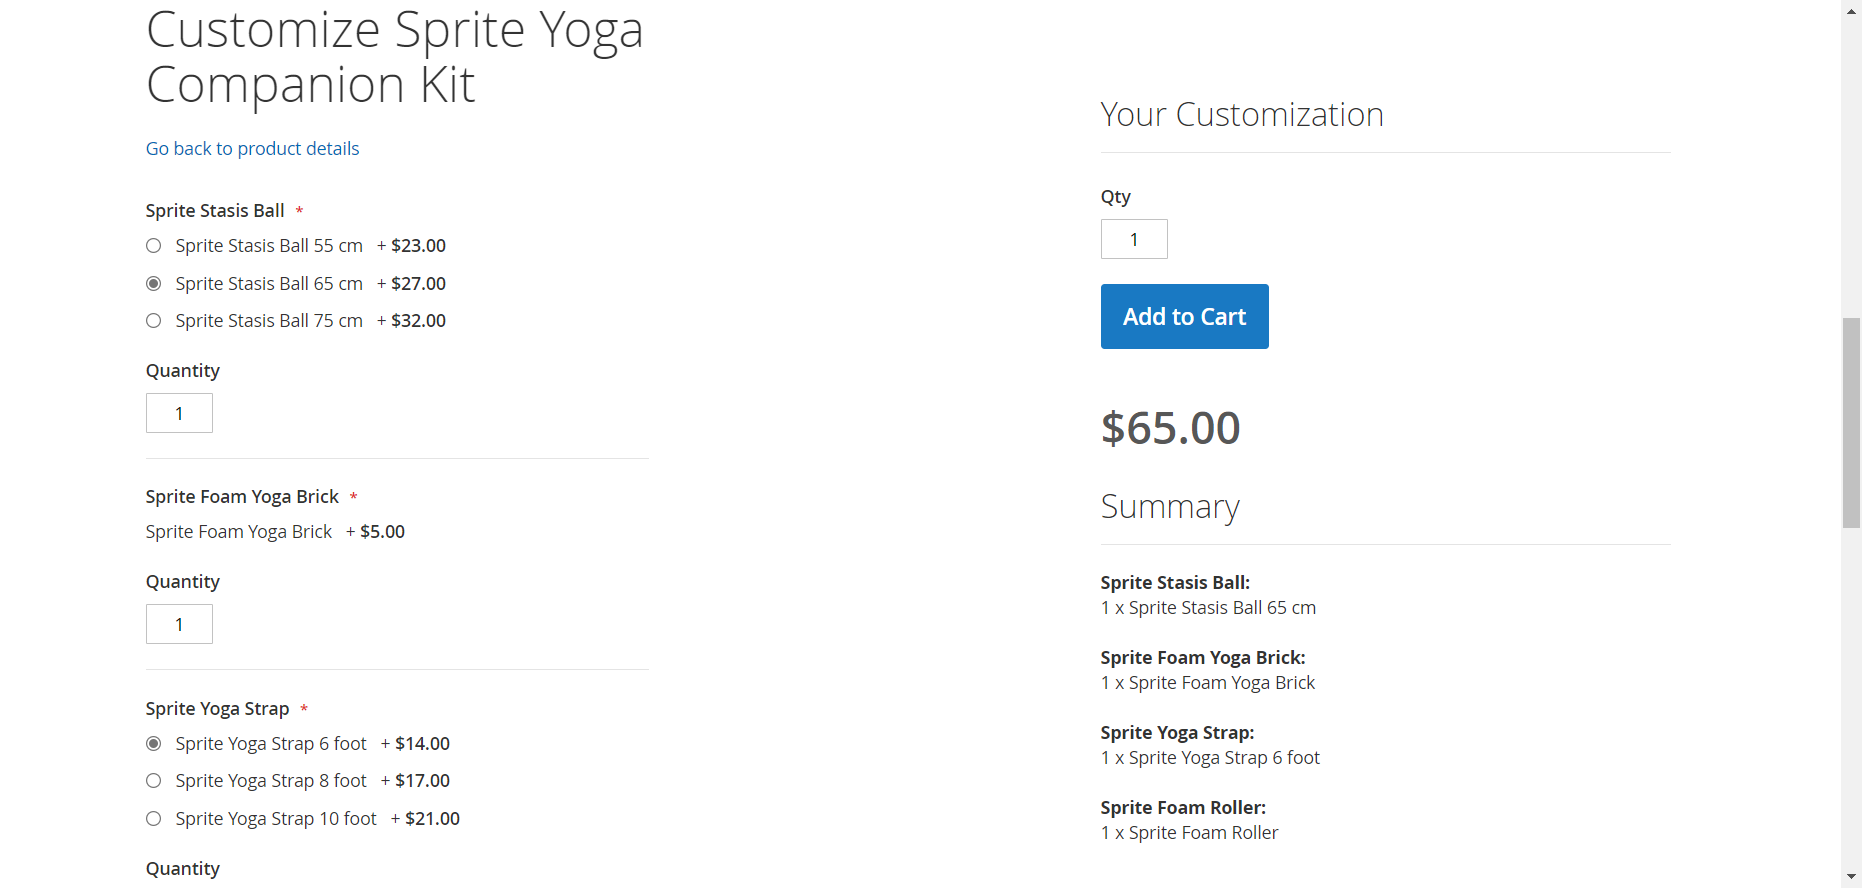 Customize Sprite Yoga
Companion Kit
Go back to product details
Sprite Stasis Ball *
Sprite Stasis Ball 55 cm + $23.00
Sprite Stasis Ball 65 cm + $27.00
Sprite Stasis Ball 75 cm + $32.00
Quantity
1
Sprite Foam Yoga Brick *
Sprite Foam Yoga Brick + $5.00
Quantity
1
Sprite Yoga Strap *
Sprite Yoga Strap 6 foot + $14.00
Sprite Yoga Strap 8 foot + $17.00
Sprite Yoga Strap 10 foot + $21.00
Quantity
Your Customization
Qty
1
Add to Cart
$65.00
Summary
Sprite Stasis Ball:
1 x Sprite Stasis Ball 65 cm
Sprite Foam Yoga Brick:
1 x Sprite Foam Yoga Brick
Sprite Yoga Strap:
1 x Sprite Yoga Strap 6 foot
Sprite Foam Roller:
1 x Sprite Foam Roller